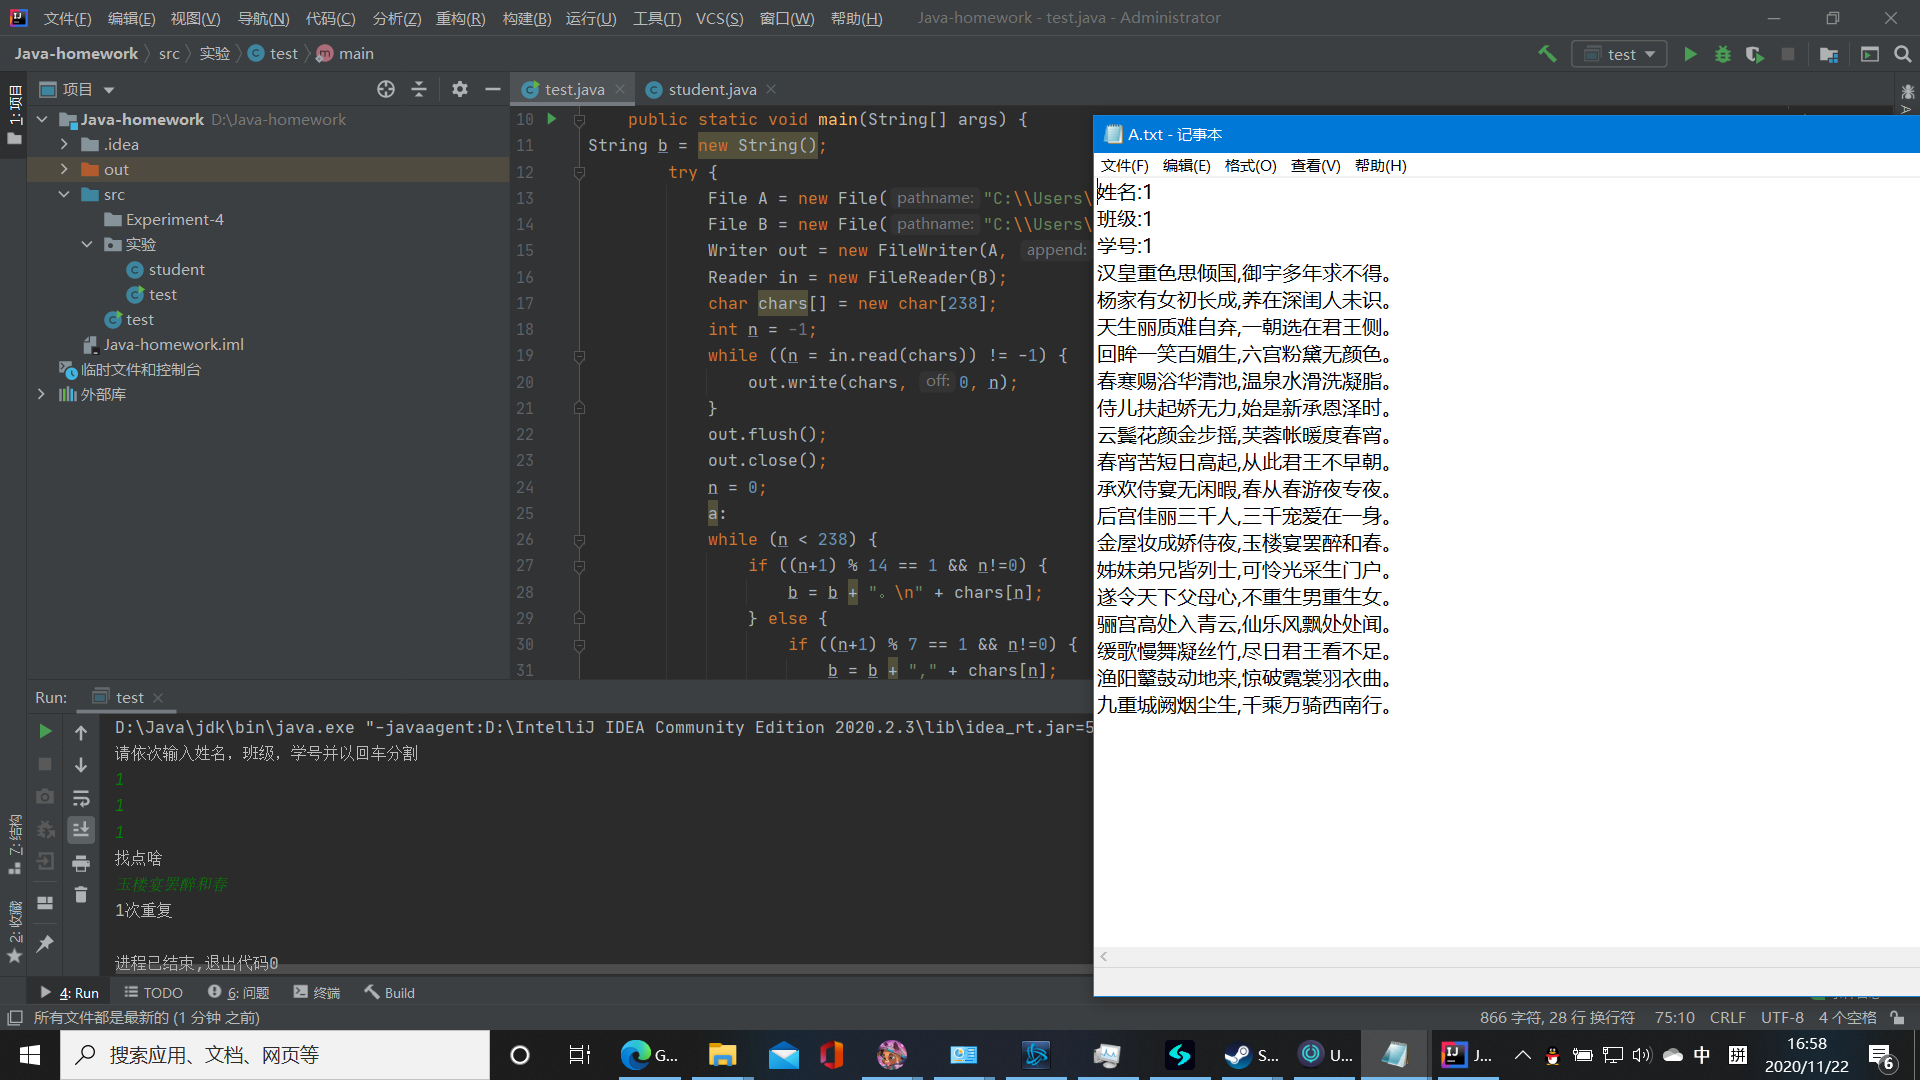 文件(F) 编辑(E) 视图(V) 导航(N) 代码(C) 分析(Z) 重构(R) 构建(B) 运行(U) 工具(T) VCS(S) 窗口(W) 帮助(H) Java-homework - test.java - Administrator
Java-homework src 实验 test main
test
1: 项目
项目
test.java
student.java
Java-homework D:\Java-homework
.idea
out
src
Experiment-4
实验
student
test
test
Java-homework.iml
临时文件和控制台
外部库
10 public static void main(String[] args) {
11 String b = new String();
12 try {
13 File A = new File( pathname: "C:\\Users\
14 File B = new File( pathname: "C:\\Users\
15 Writer out = new FileWriter(A, append:
16 Reader in = new FileReader(B);
17 char chars[] = new char[238];
18 int n = -1;
19 while ((n = in.read(chars)) != -1) {
20 out.write(chars, off: 0, n);
21 }
22 out.flush();
23 out.close();
24 n = 0;
25 a:
26 while (n < 238) {
27 if ((n+1) % 14 == 1 && n!=0) {
28 b = b + "。\n" + chars[n];
29 } else {
30 if ((n+1) % 7 == 1 && n!=0) {
31 b = b + "," + chars[n];
A.txt - 记事本
文件(F) 编辑(E) 格式(O) 查看(V) 帮助(H)
姓名:1
班级:1
学号:1
汉皇重色思倾国,御宇多年求不得。
杨家有女初长成,养在深闺人未识。
天生丽质难自弃,一朝选在君王侧。
回眸一笑百媚生,六宫粉黛无颜色。
春寒赐浴华清池,温泉水滑洗凝脂。
侍儿扶起娇无力,始是新承恩泽时。
云鬓花颜金步摇,芙蓉帐暖度春宵。
春宵苦短日高起,从此君王不早朝。
承欢侍宴无闲暇,春从春游夜专夜。
后宫佳丽三千人,三千宠爱在一身。
金屋妆成娇侍夜,玉楼宴罢醉和春。
姊妹弟兄皆列士,可怜光采生门户。
遂令天下父母心,不重生男重生女。
骊宫高处入青云,仙乐风飘处处闻。
缓歌慢舞凝丝竹,尽日君王看不足。
渔阳鼙鼓动地来,惊破霓裳羽衣曲。
九重城阙烟尘生,千乘万骑西南行。
Run: test
D:\Java\jdk\bin\java.exe "-javaagent:D:\IntelliJ IDEA Community Edition 2020.2.3\lib\idea_rt.jar=5
请依次输入姓名，班级，学号并以回车分割
1
1
1
找点啥
玉楼宴罢醉和春
1次重复
进程已结束,退出代码0
Z: 结构
2: 收藏
4: Run TODO 6: 问题 终端 Build
所有文件都是最新的 (1 分钟 之前)
866 字符, 28 行 换行符 75:10 CRLF UTF-8 4 个空格
搜索应用、文档、网页等
G...
S...
U...
J...
中
拼
16:58
2020/11/22
6